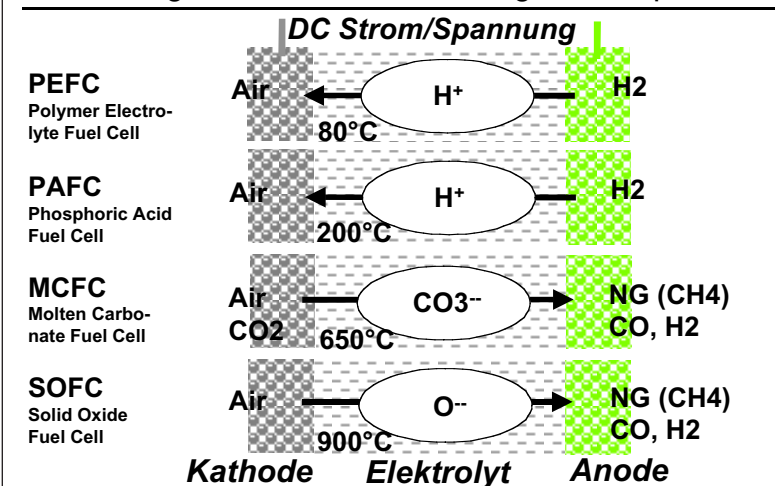 DC Strom/Spannung
PEFC
Polymer Electro-
lyte Fuel Cell
Air
H⁺
H2
80°C
PAFC
Phosphoric Acid
Fuel Cell
Air
H⁺
H2
200°C
MCFC
Molten Carbo-
nate Fuel Cell
Air
CO2
CO3⁻⁻
NG (CH4)
CO, H2
650°C
SOFC
Solid Oxide
Fuel Cell
Air
O⁻⁻
NG (CH4)
CO, H2
900°C
Kathode Elektrolyt Anode